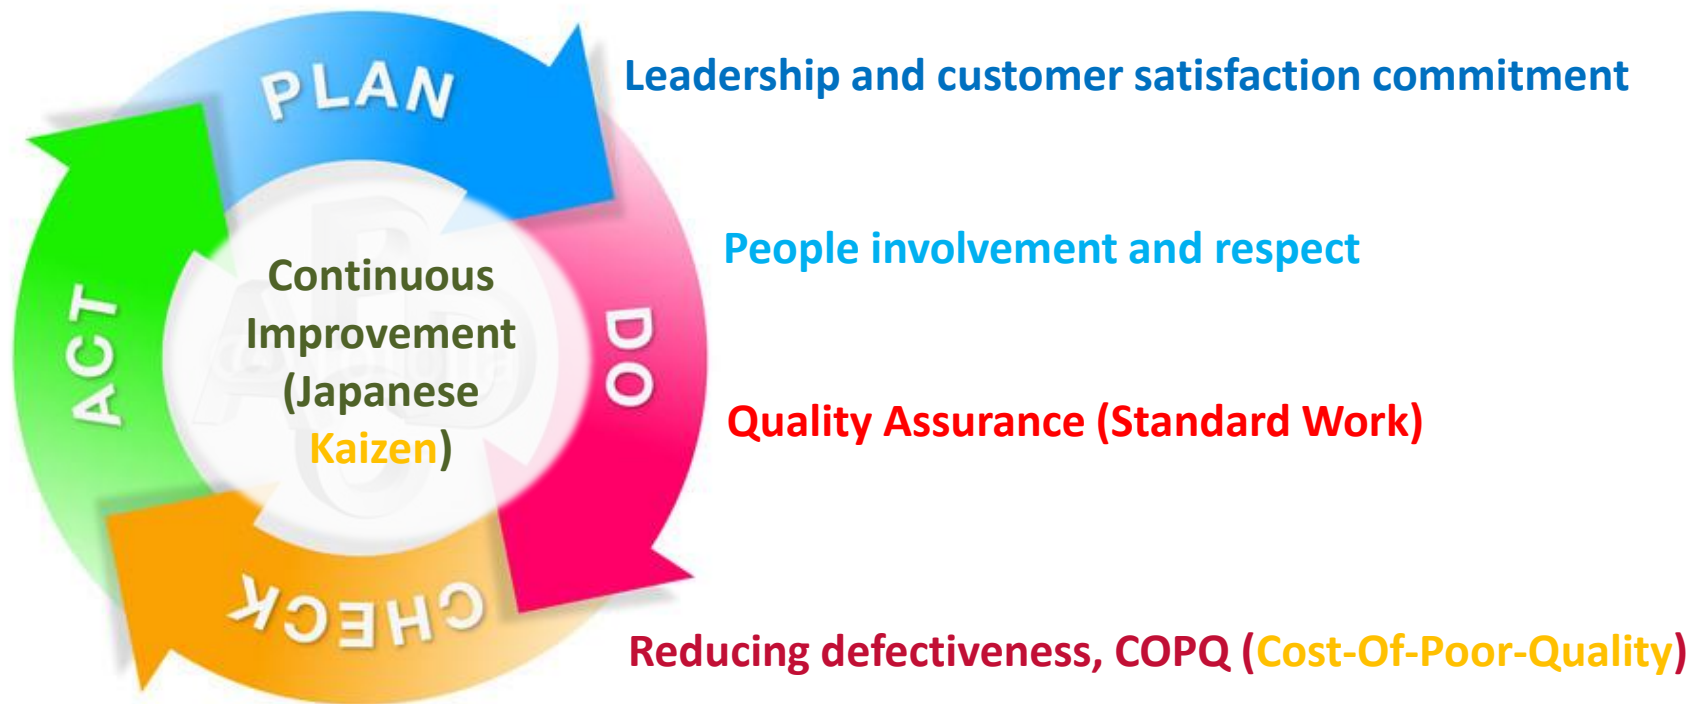 PLAN
Leadership and customer satisfaction commitment
People involvement and respect
Continuous
Improvement
(Japanese
Kaizen)
ACT
DO
Quality Assurance (Standard Work)
CHECK
Reducing defectiveness, COPQ (Cost-Of-Poor-Quality)